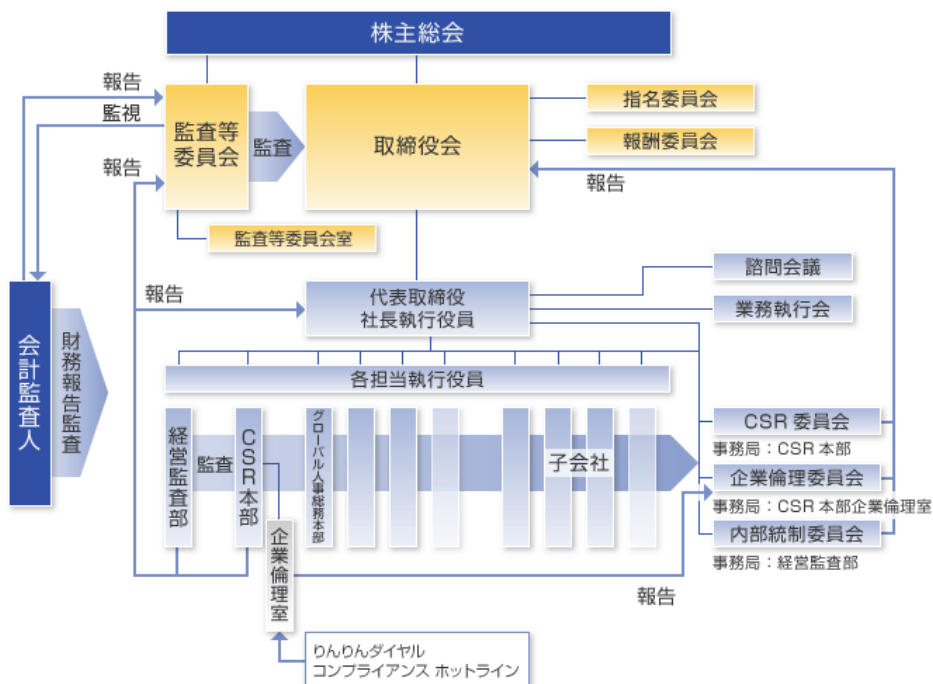 株主総会
報告
監視
報告
監査等
委員会
監査
取締役会
指名委員会
報酬委員会
報告
監査等委員会室
報告
代表取締役
社長執行役員
諮問会議
業務執行会
会計監査人
財務報告監査
各担当執行役員
経営監査部
監査
CSR本部
グローバル人事総務本部
子会社
CSR 委員会
事務局：CSR 本部
企業倫理委員会
事務局：CSR 本部企業倫理室
内部統制委員会
事務局：経営監査部
企業倫理室
報告
りんりんダイヤル
コンプライアンス ホットライン